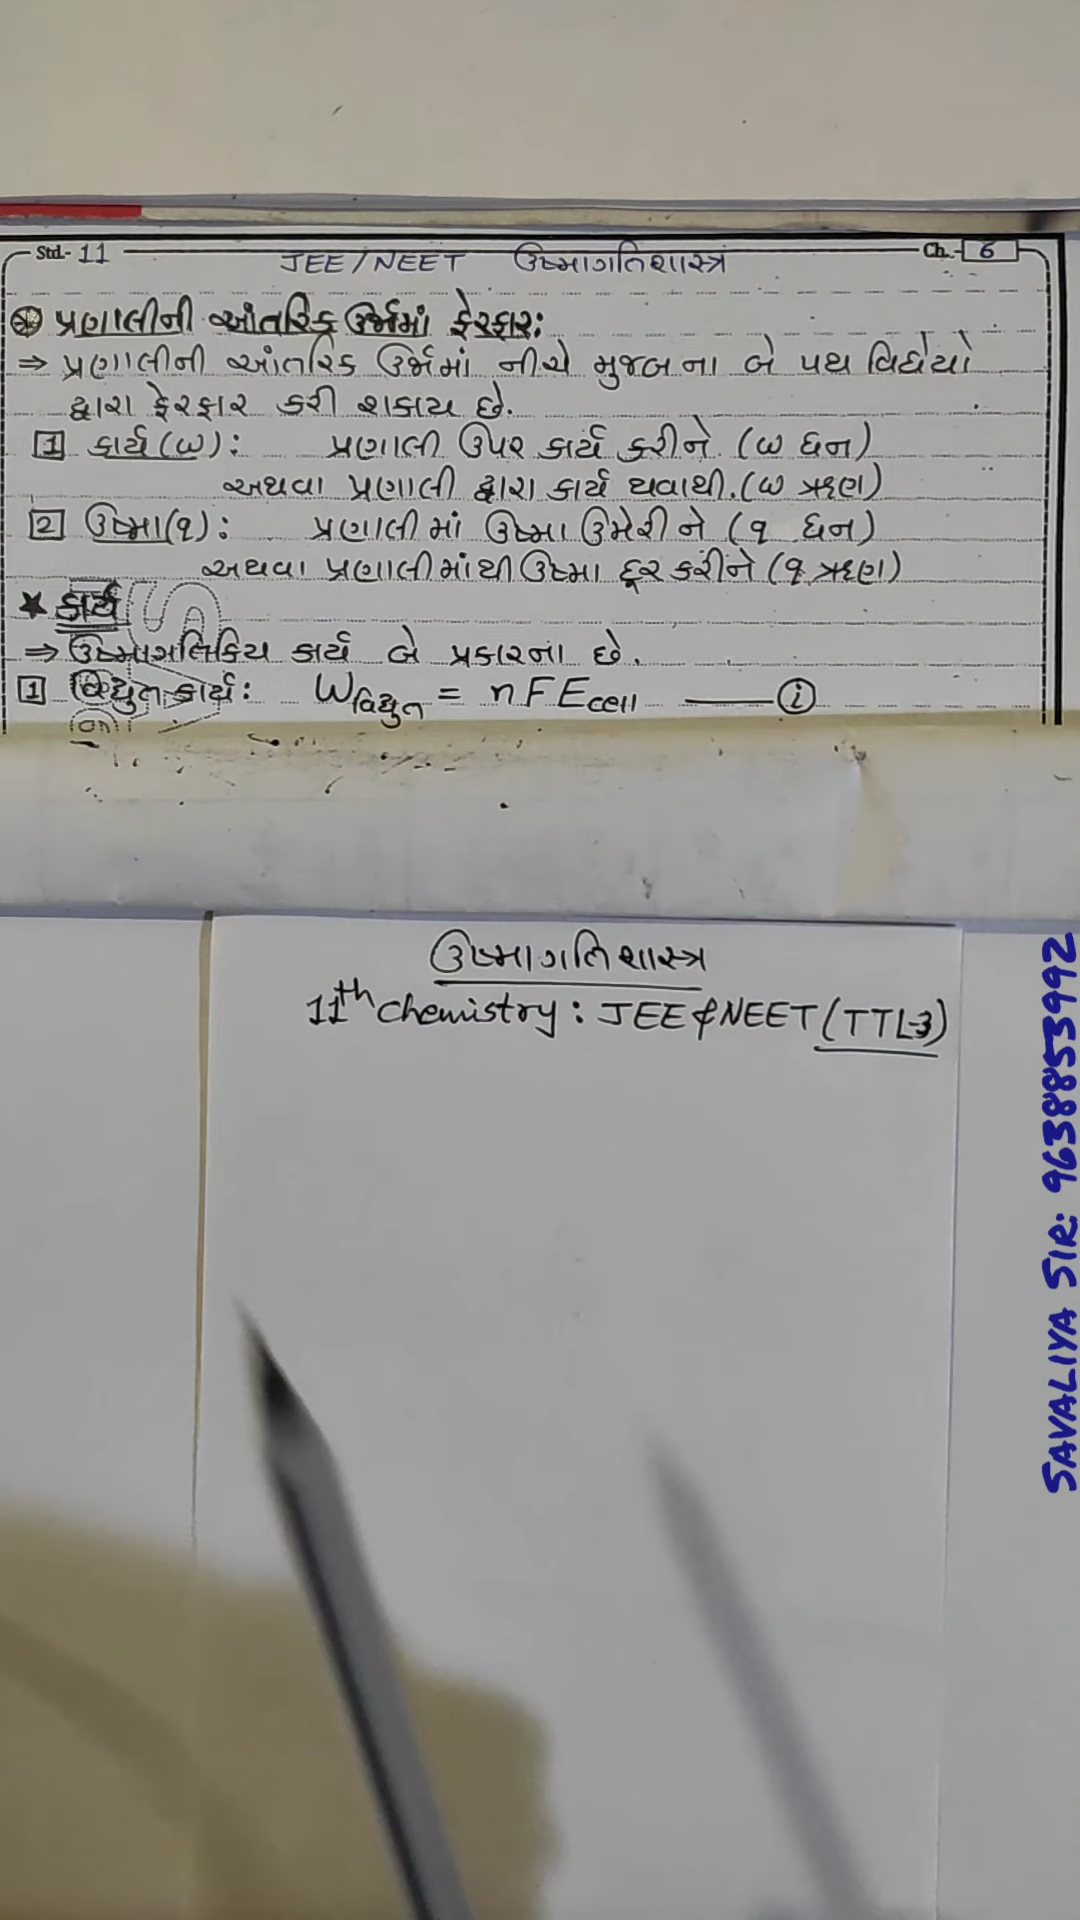 Std.- 11 JEE/NEET ઉષ્માગતિશાસ્ત્ર Ch.- 6
પ્રણાલીની આંતરિક ઉર્જામાં ફેરફાર:
⇒ પ્રણાલીની આંતરિક ઉર્જામાં નીચે મુજબના બે પથ વિધેયો
દ્વારા ફેરફાર કરી શકાય છે.
1 કાર્ય (w): પ્રણાલી ઉપર કાર્ય કરીને (w ધન)
અથવા પ્રણાલી દ્વારા કાર્ય થવાથી. (w ઋણ)
2 ઉષ્મા (q): પ્રણાલીમાં ઉષ્મા ઉમેરીને (q ધન)
અથવા પ્રણાલીમાંથી ઉષ્મા દૂર કરીને (q ઋણ)
★ કાર્ય
⇒ ઉષ્માગતિકિય કાર્ય બે પ્રકારના છે.
1 વિદ્યુત કાર્ય: Wવિદ્યુત = nFEcell —— i
ઉષ્માગતિશાસ્ત્ર
11th Chemistry: JEE & NEET (TTL-3)
SAVALIYA SIR: 9638853992